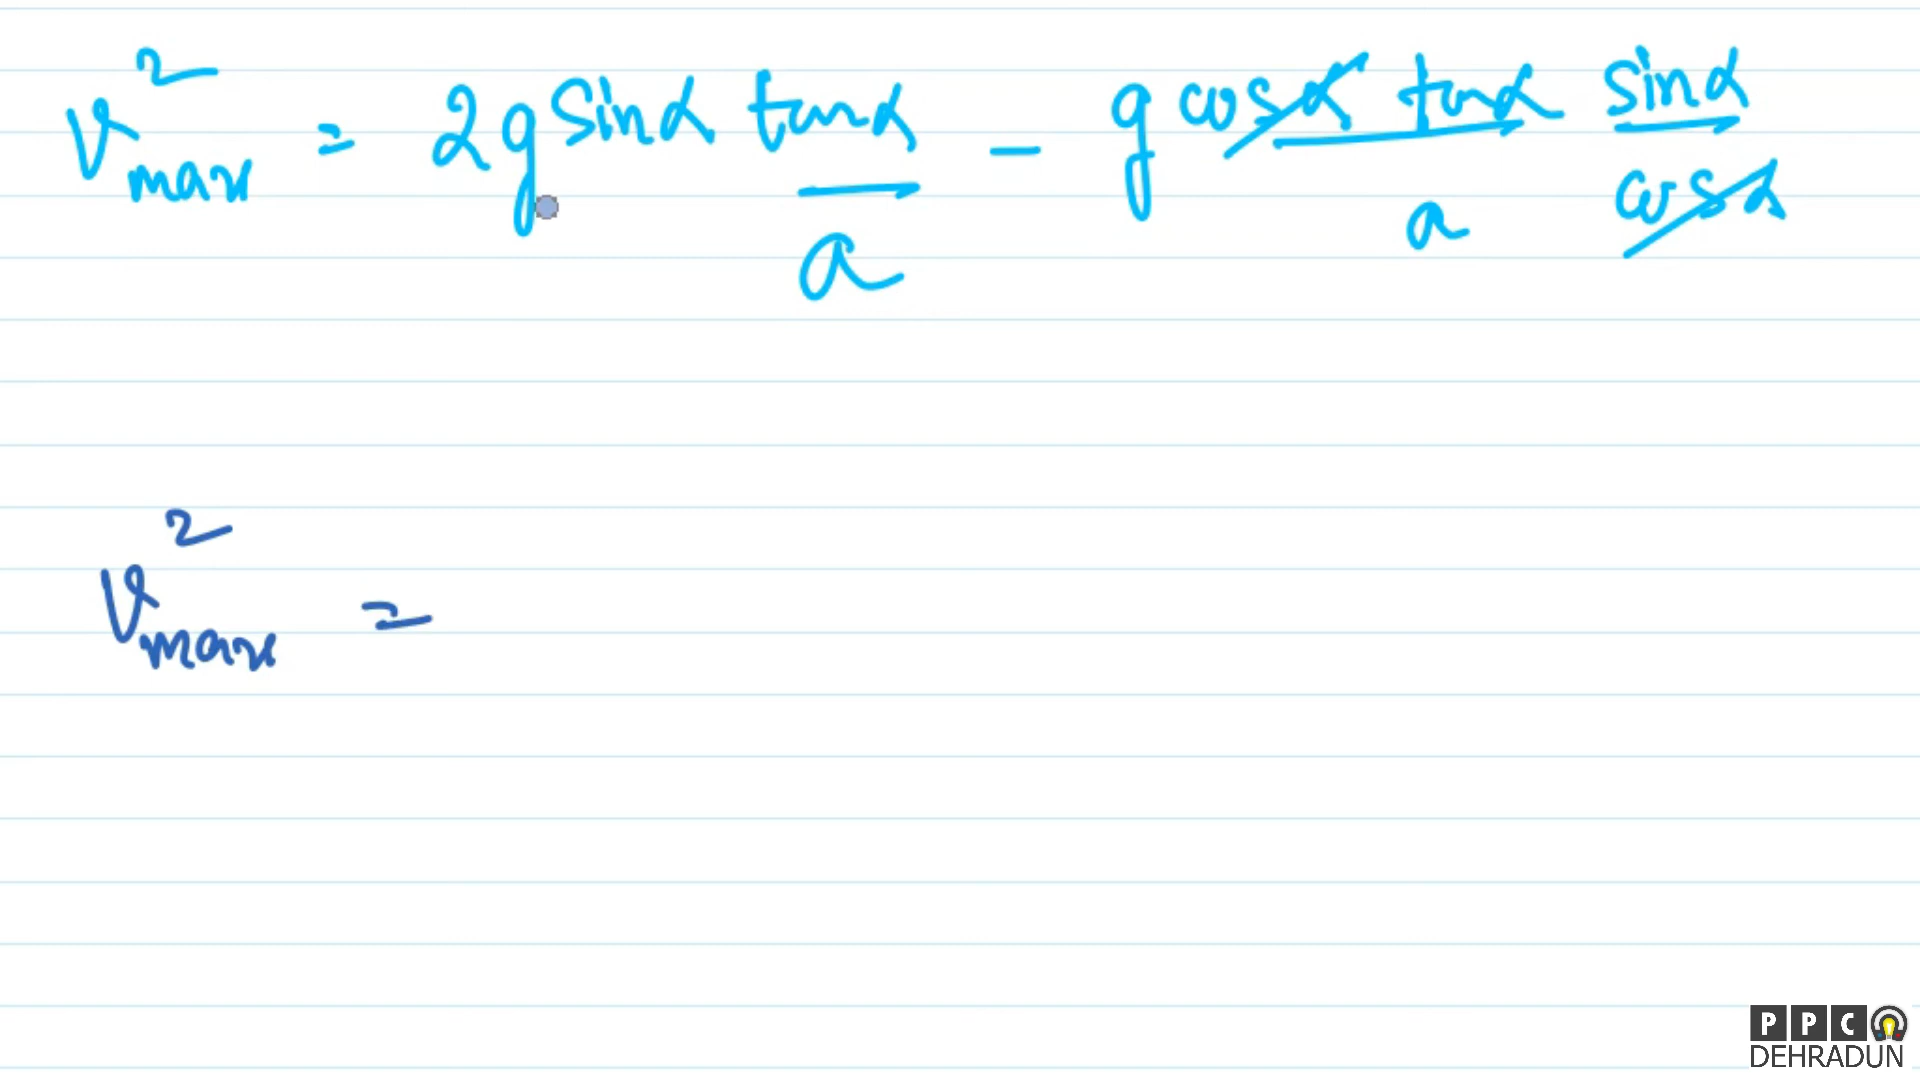 v²max = 2g sinα tanα/a − g cosα tanα/a sinα/cosα
v²max =
PPC
DEHRADUN